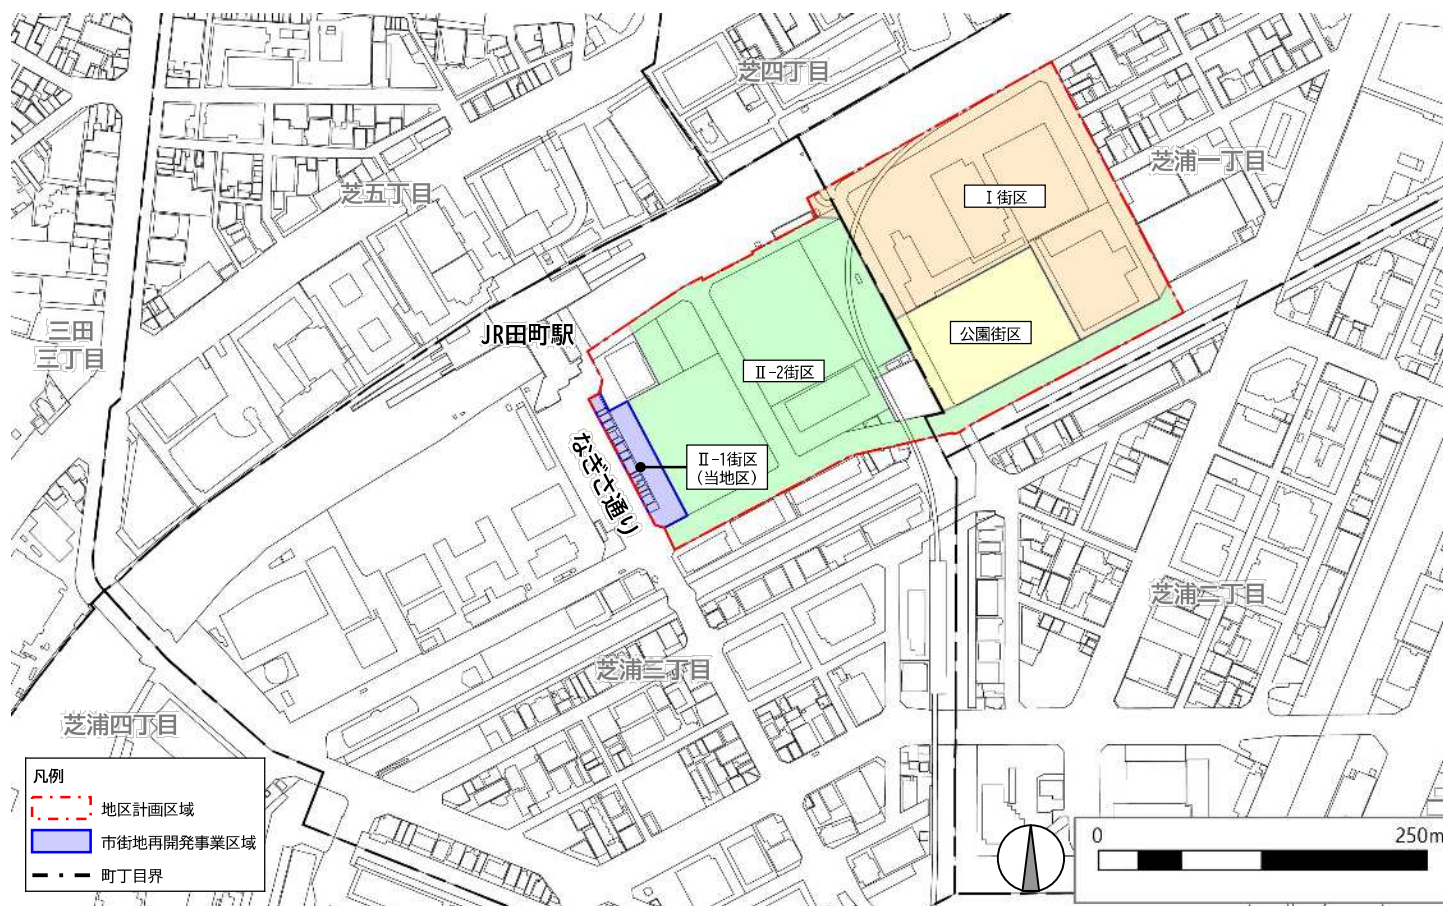 芝四丁目
芝浦一丁目
芝五丁目
Ⅰ街区
三田
三丁目
JR田町駅
公園街区
Ⅱ-2街区
なぎさ通り
Ⅱ-1街区
(当地区)
芝浦二丁目
芝浦三丁目
芝浦四丁目
凡例
地区計画区域
市街地再開発事業区域
町丁目界
0
250m